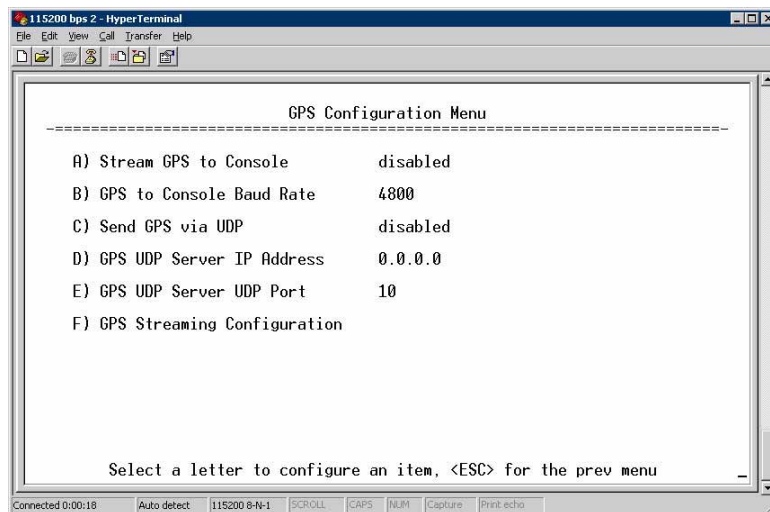 115200 bps 2 - HyperTerminal
File Edit View Call Transfer Help
GPS Configuration Menu
-==========================================================================-
A) Stream GPS to Console disabled
B) GPS to Console Baud Rate 4800
C) Send GPS via UDP disabled
D) GPS UDP Server IP Address 0.0.0.0
E) GPS UDP Server UDP Port 10
F) GPS Streaming Configuration
Select a letter to configure an item, <ESC> for the prev menu _
Connected 0:00:18 Auto detect 115200 8-N-1 SCROLL CAPS NUM Capture Print echo